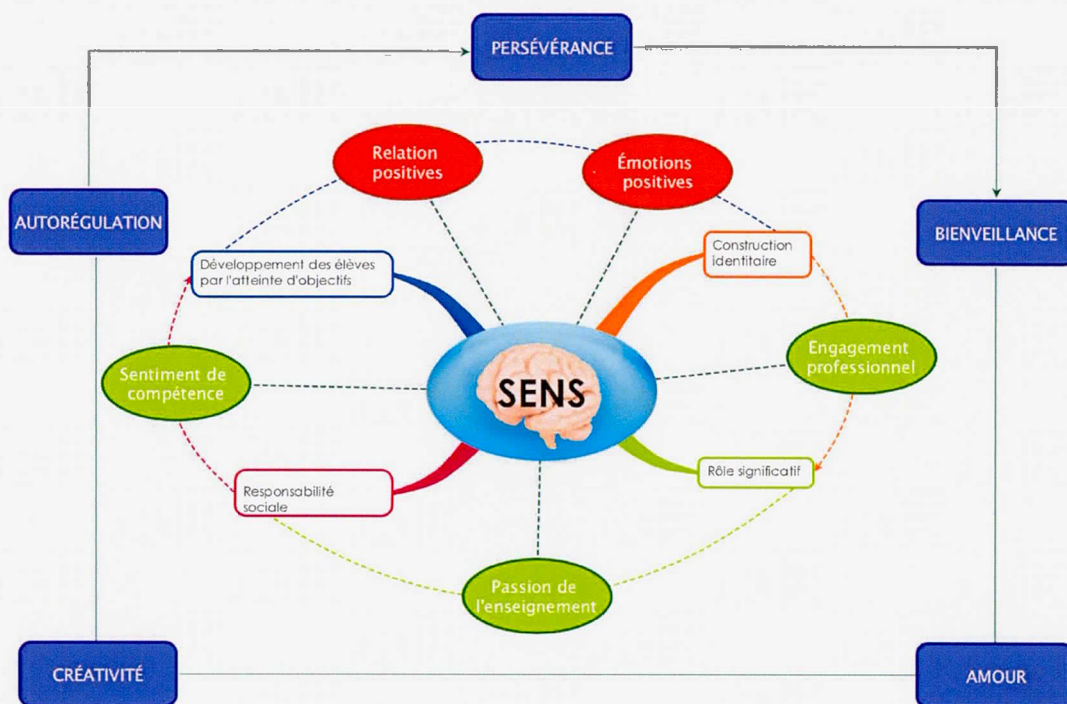 PERSÉVÉRANCE
Relation
positives
Émotions
positives
AUTORÉGULATION
BIENVEILLANCE
Développement des élèves
par l'atteinte d'objectifs
Construction
identitaire
Sentiment de
compétence
SENS
Engagement
professionnel
Responsabilité
sociale
Rôle significatif
Passion de
l'enseignement
CRÉATIVITÉ
AMOUR